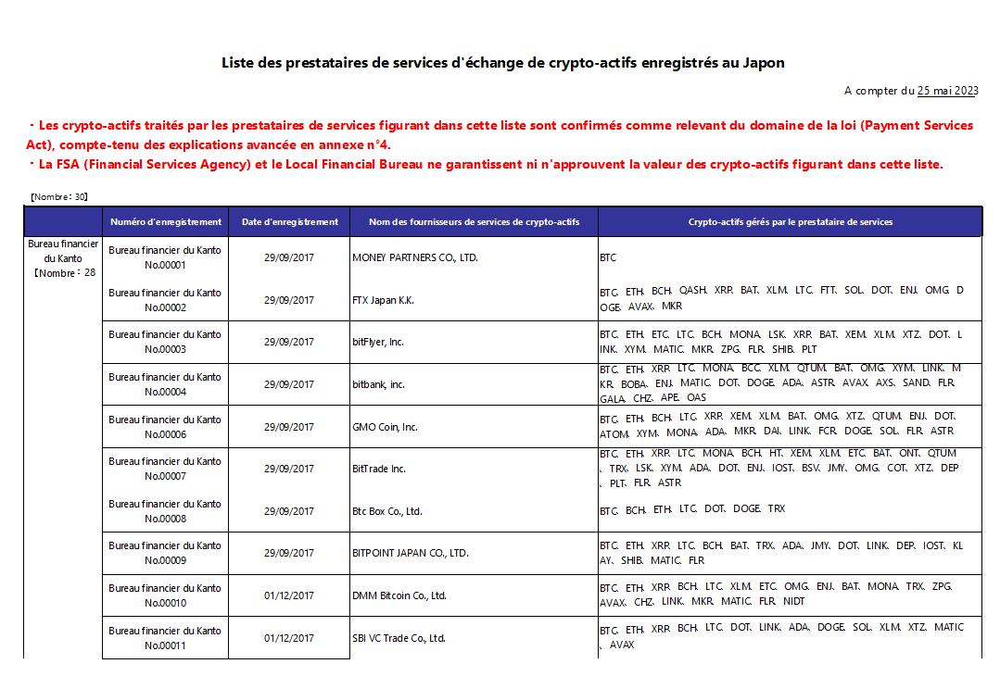 Liste des prestataires de services d'échange de crypto-actifs enregistrés au Japon
A compter du 25 mai 2023
・Les crypto-actifs traités par les prestataires de services figurant dans cette liste sont confirmés comme relevant du domaine de la loi (Payment Services
Act), compte-tenu des explications avancée en annexe n°4.
・La FSA (Financial Services Agency) et le Local Financial Bureau ne garantissent ni n'approuvent la valeur des crypto-actifs figurant dans cette liste.
【Nombre：30】
Numéro d'enregistrement Date d'enregistrement Nom des fournisseurs de services de crypto-actifs Crypto-actifs gérés par le prestataire de services
Bureau financier
du Kanto
【Nombre：28
Bureau financier du Kanto
No.00001
29/09/2017
MONEY PARTNERS CO., LTD.
BTC
Bureau financier du Kanto
No.00002
29/09/2017
FTX Japan K.K.
BTC、ETH、BCH、QASH、XRP、BAT、XLM、LTC、FTT、SOL、DOT、ENJ、OMG、D
OGE、AVAX、MKR
Bureau financier du Kanto
No.00003
29/09/2017
bitFlyer, Inc.
BTC、ETH、ETC、LTC、BCH、MONA、LSK、XRP、BAT、XEM、XLM、XTZ、DOT、L
INK、XYM、MATIC、MKR、ZPG、FLR、SHIB、PLT
Bureau financier du Kanto
No.00004
29/09/2017
bitbank, inc.
BTC、ETH、XRP、LTC、MONA、BCC、XLM、QTUM、BAT、OMG、XYM、LINK、M
KR、BOBA、ENJ、MATIC、DOT、DOGE、ADA、ASTR、AVAX、AXS、SAND、FLR、
GALA、CHZ、APE、OAS
Bureau financier du Kanto
No.00006
29/09/2017
GMO Coin, Inc.
BTC、ETH、BCH、LTC、XRP、XEM、XLM、BAT、OMG、XTZ、QTUM、ENJ、DOT、
ATOM、XYM、MONA、ADA、MKR、DAI、LINK、FCR、DOGE、SOL、FLR、ASTR
Bureau financier du Kanto
No.00007
29/09/2017
BitTrade Inc.
BTC、ETH、XRP、LTC、MONA、BCH、HT、XEM、XLM、ETC、BAT、ONT、QTUM
、TRX、LSK、XYM、ADA、DOT、ENJ、IOST、BSV、JMY、OMG、COT、XTZ、DEP
、PLT、FLR、ASTR
Bureau financier du Kanto
No.00008
29/09/2017
Btc Box Co., Ltd.
BTC、BCH、ETH、LTC、DOT、DOGE、TRX
Bureau financier du Kanto
No.00009
29/09/2017
BITPOINT JAPAN CO., LTD.
BTC、ETH、XRP、LTC、BCH、BAT、TRX、ADA、JMY、DOT、LINK、DEP、IOST、KL
AY、SHIB、MATIC、FLR
Bureau financier du Kanto
No.00010
01/12/2017
DMM Bitcoin Co., Ltd.
BTC、ETH、XRP、BCH、LTC、XLM、ETC、OMG、ENJ、BAT、MONA、TRX、ZPG、
AVAX、CHZ、LINK、MKR、MATIC、FLR、NIDT
Bureau financier du Kanto
No.00011
01/12/2017
SBI VC Trade Co., Ltd.
BTC、ETH、XRP、BCH、LTC、DOT、LINK、ADA、DOGE、SOL、XLM、XTZ、MATIC
、AVAX